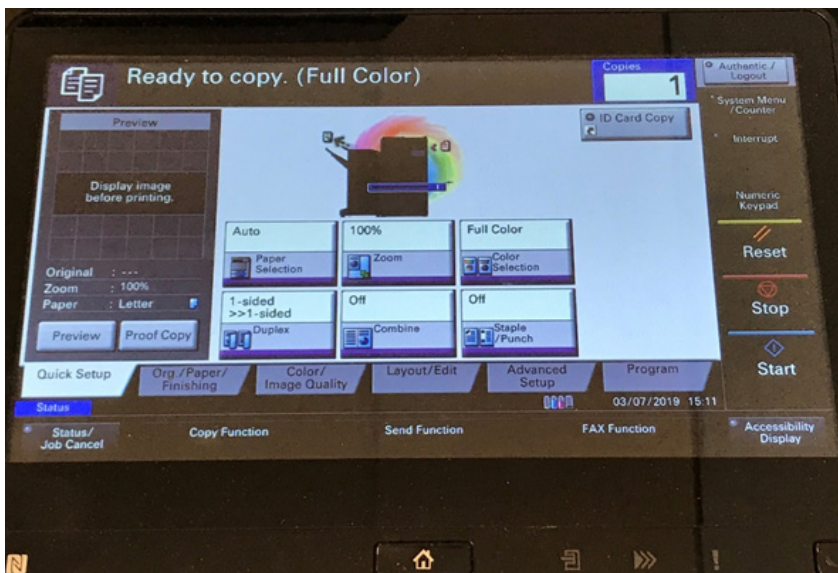 Ready to copy. (Full Color)
Copies
1
Authentic./
Logout
System Menu
/Counter
Interrupt
Numeric
Keypad
Reset
Stop
Start
ID Card Copy
Preview
Display image
before printing.
Original : ---
Zoom : 100%
Paper : Letter
Preview
Proof Copy
Auto
Paper
Selection
100%
Zoom
Full Color
Color
Selection
1-sided
>>1-sided
Duplex
Off
Combine
Off
Staple
/Punch
Quick Setup
Org./Paper/
Finishing
Color/
Image Quality
Layout/Edit
Advanced
Setup
Program
Status
03/07/2019 15:11
Status/
Job Cancel
Copy Function
Send Function
FAX Function
Accessibility
Display